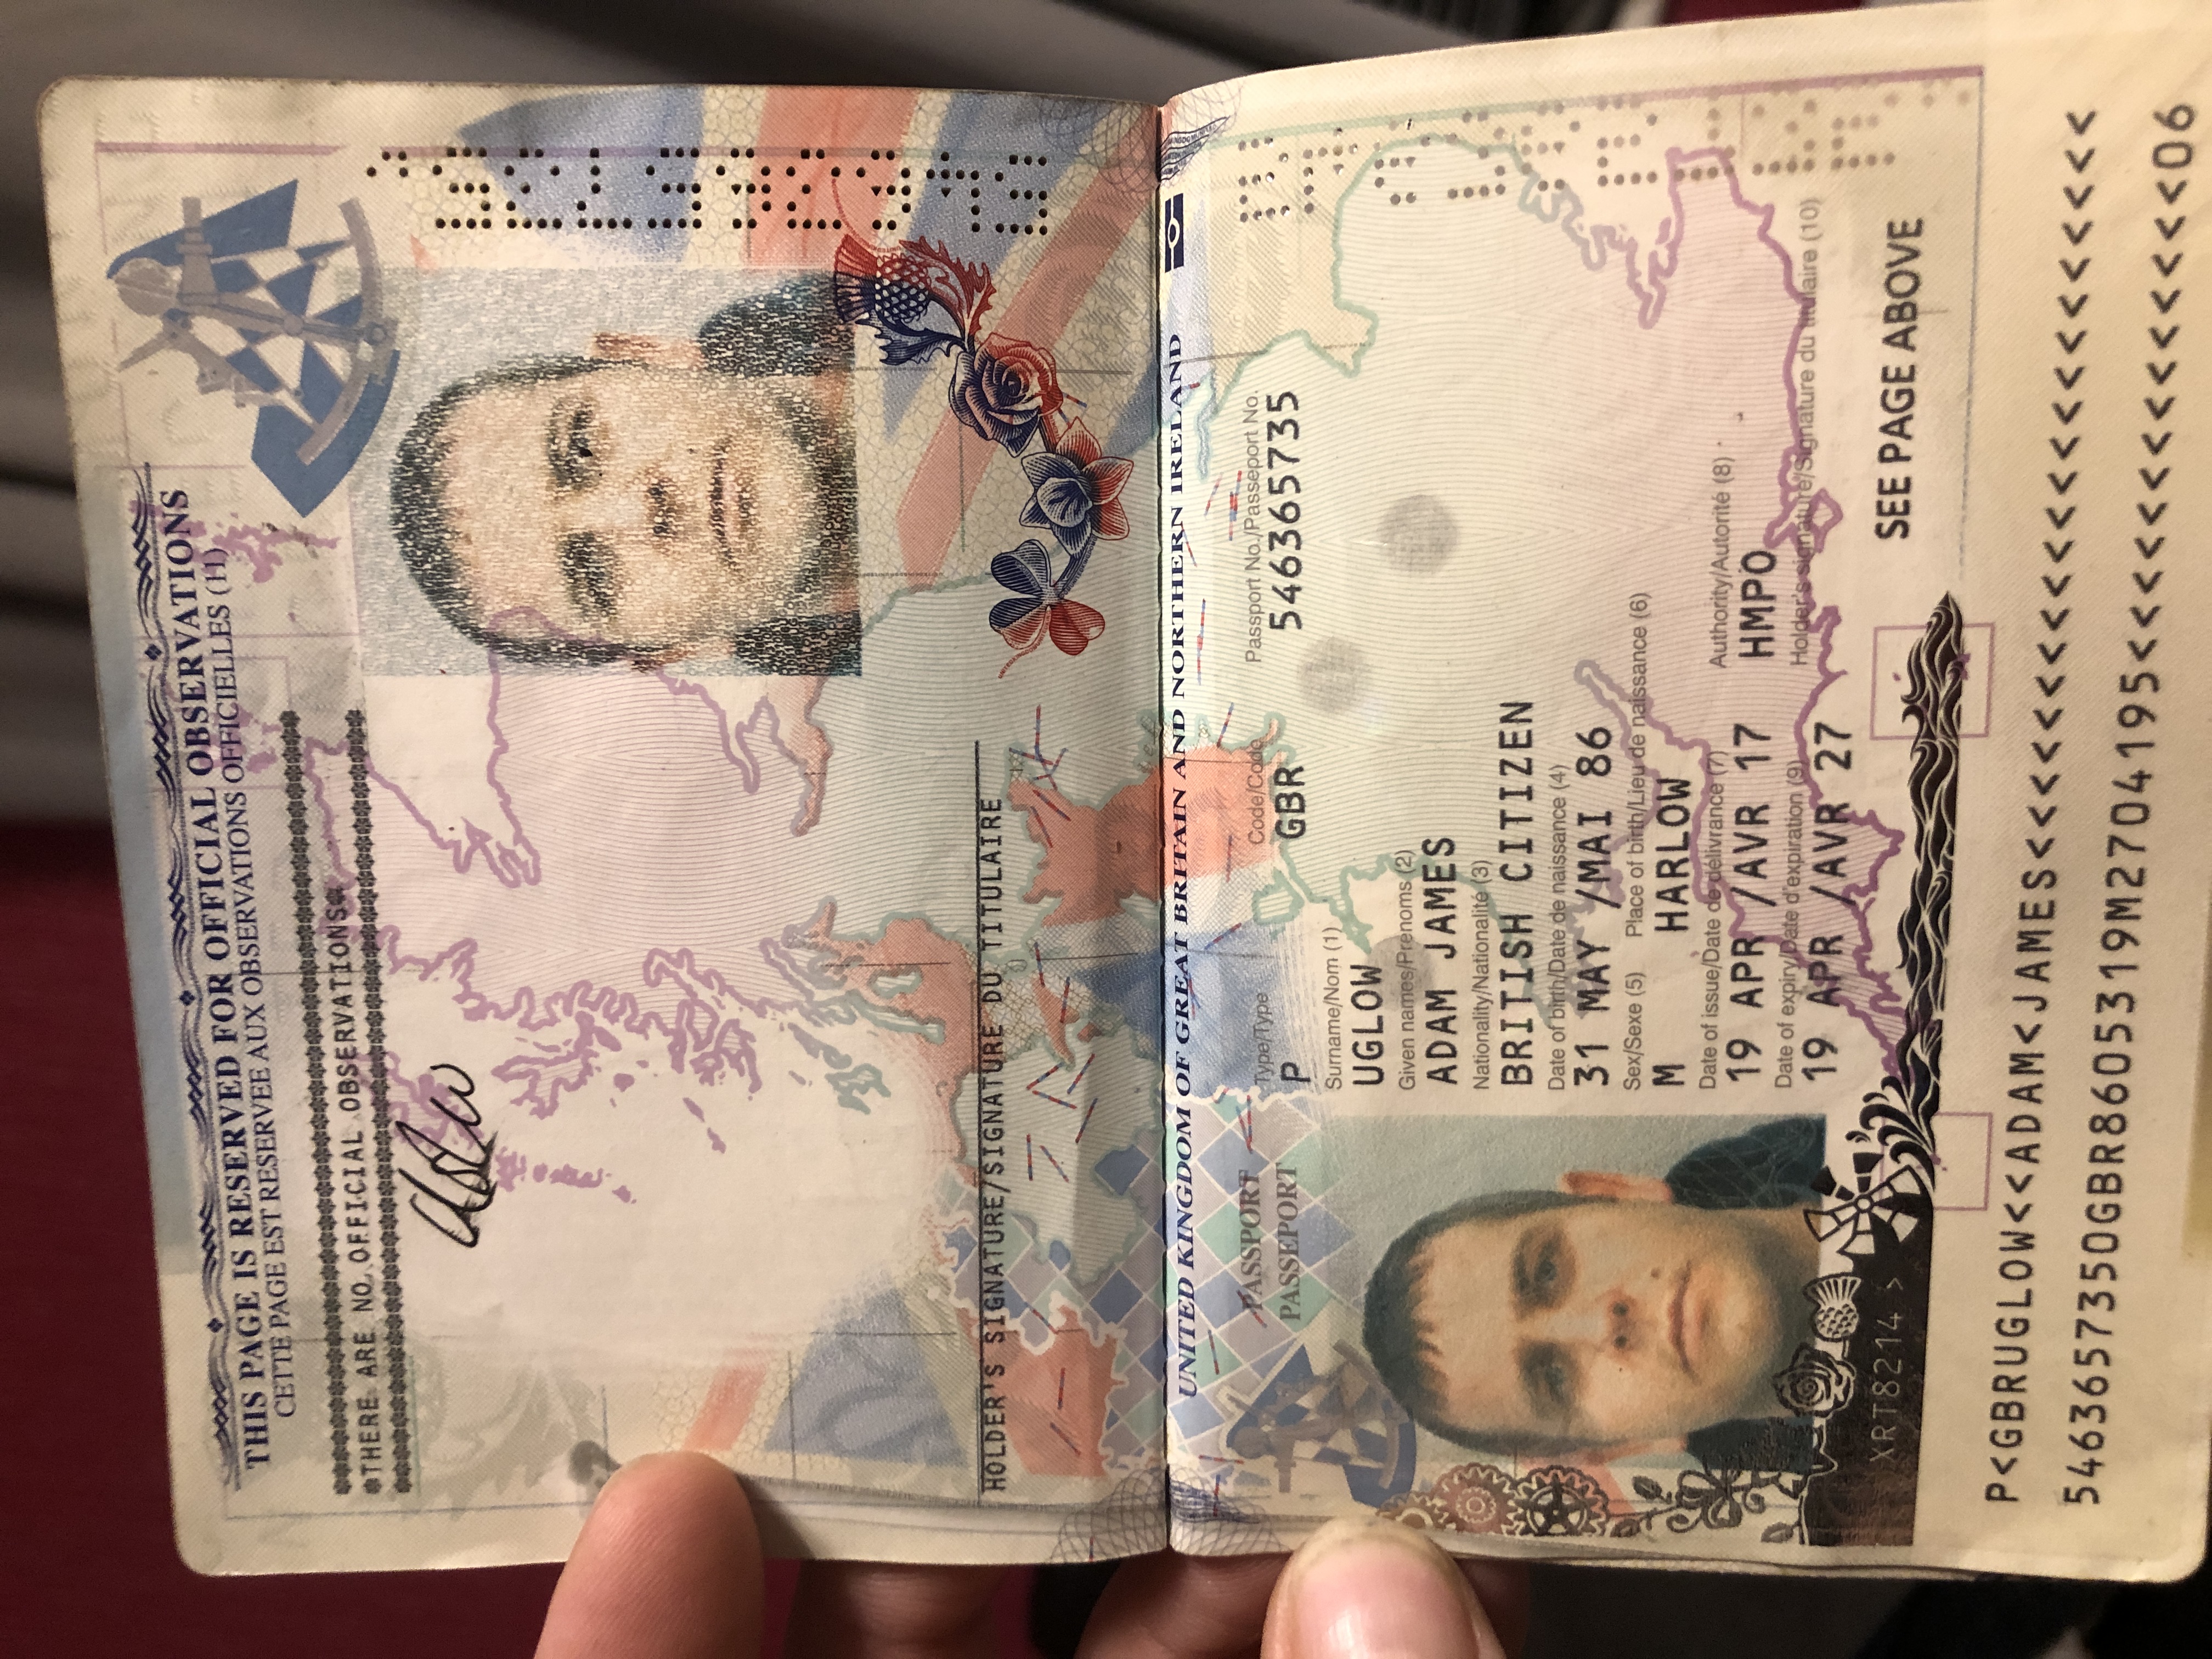 THIS PAGE IS RESERVED FOR OFFICIAL OBSERVATIONS
CETTE PAGE EST RESERVEE AUX OBSERVATIONS OFFICIELLES (11)
*THERE ARE NO OFFICIAL OBSERVATIONS*
HOLDER'S SIGNATURE/SIGNATURE DU TITULAIRE
UNITED KINGDOM OF GREAT BRITAIN AND NORTHERN IRELAND
PASSPORT
PASSEPORT
Type/Type Code/Code Passport No./Passeport No.
P GBR 546365735
Surname/Nom (1)
UGLOW
Given names/Prénoms (2)
ADAM JAMES
Nationality/Nationalité (3)
BRITISH CITIZEN
Date of birth/Date de naissance (4)
31 MAY /MAI 86
Sex/Sexe (5) Place of birth/Lieu de naissance (6)
M HARLOW
Date of issue/Date de délivrance (7) Authority/Autorité (8)
19 APR /AVR 17 HMPO
Date of expiry/Date d'expiration (9) Holder's signature/Signature du titulaire (10)
19 APR /AVR 27
XRT8214 >
SEE PAGE ABOVE
P<GBRUGLOW<<ADAM<JAMES<<<<<<<<<<<<<<<<<<<<<<
5463657350GBR8605319M2704195<<<<<<<<<<<<<<06